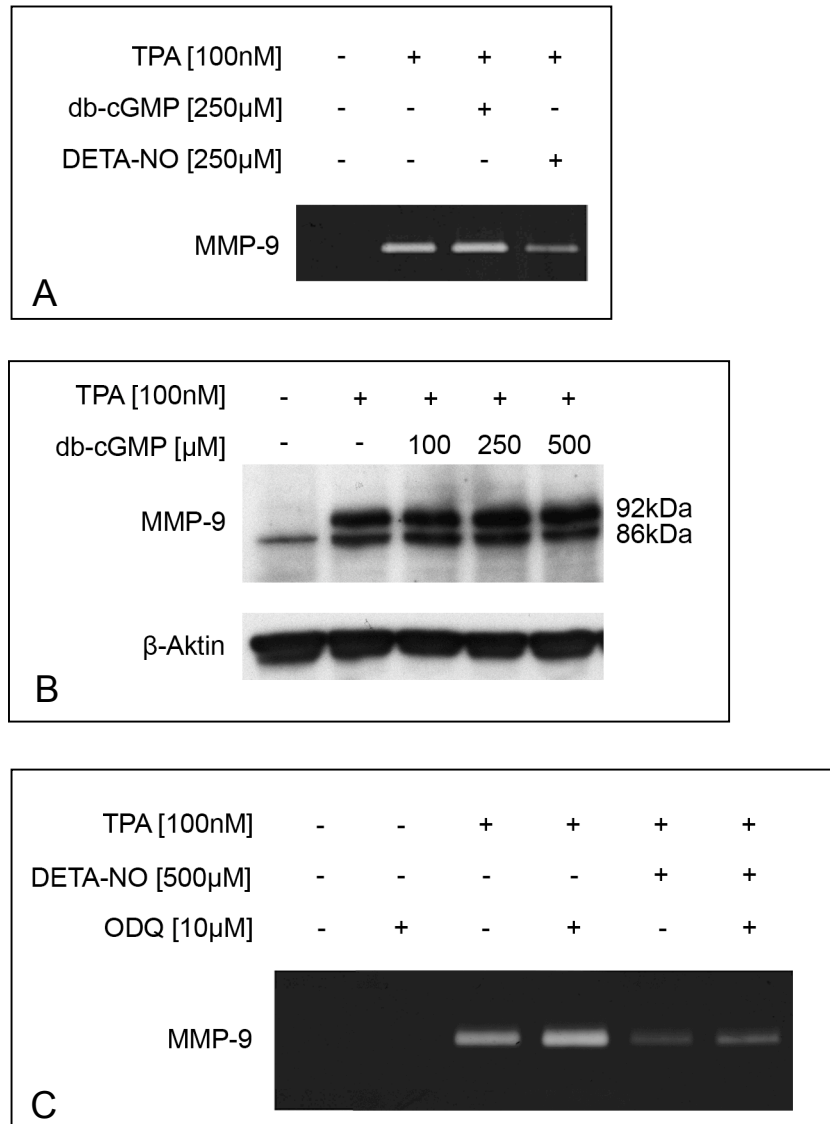 TPA [100nM] - + + +
db-cGMP [250µM] - - + -
DETA-NO [250µM] - - - +
MMP-9
A
TPA [100nM] - + + + +
db-cGMP [µM] - - 100 250 500
MMP-9 92kDa
86kDa
β-Aktin
B
TPA [100nM] - - + + + +
DETA-NO [500µM] - - - - + +
ODQ [10µM] - + - + - +
MMP-9
C